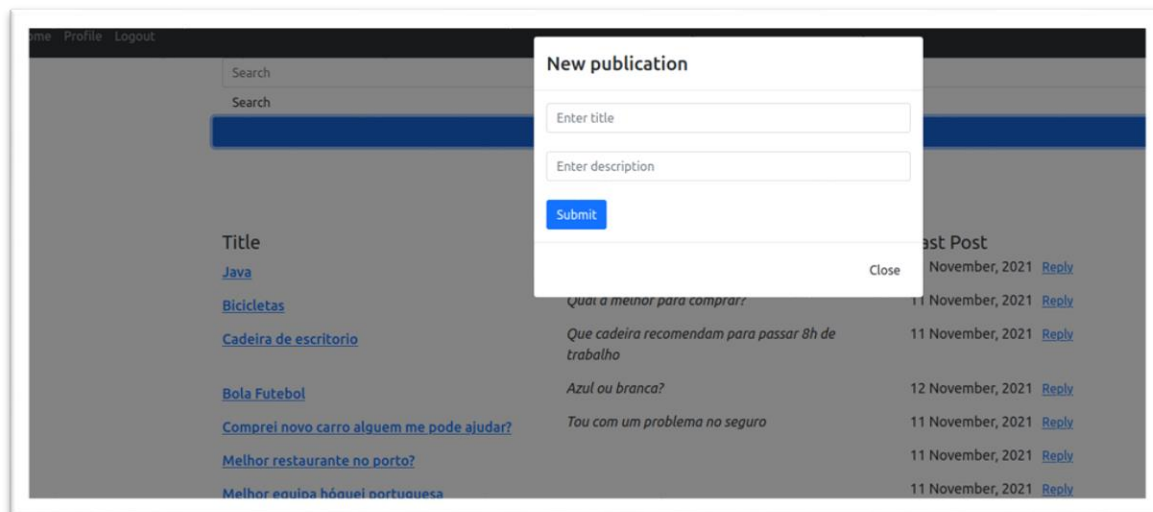 Profile Logout
New publication
Search
Search
Enter title
Enter description
Submit
Close
Title
Post
Java
November, 2021 Reply
Bicicletas
Qual a melhor para comprar?
11 November, 2021 Reply
Cadeira de escritorio
Que cadeira recomendam para passar 8h de
trabalho
11 November, 2021 Reply
Bola Futebol
Azul ou branca?
12 November, 2021 Reply
Comprei novo carro alguem me pode ajudar?
Tou com um problema no seguro
11 November, 2021 Reply
Melhor restaurante no porto?
11 November, 2021 Reply
Melhor equipa hóquei portuguesa
11 November, 2021 Reply